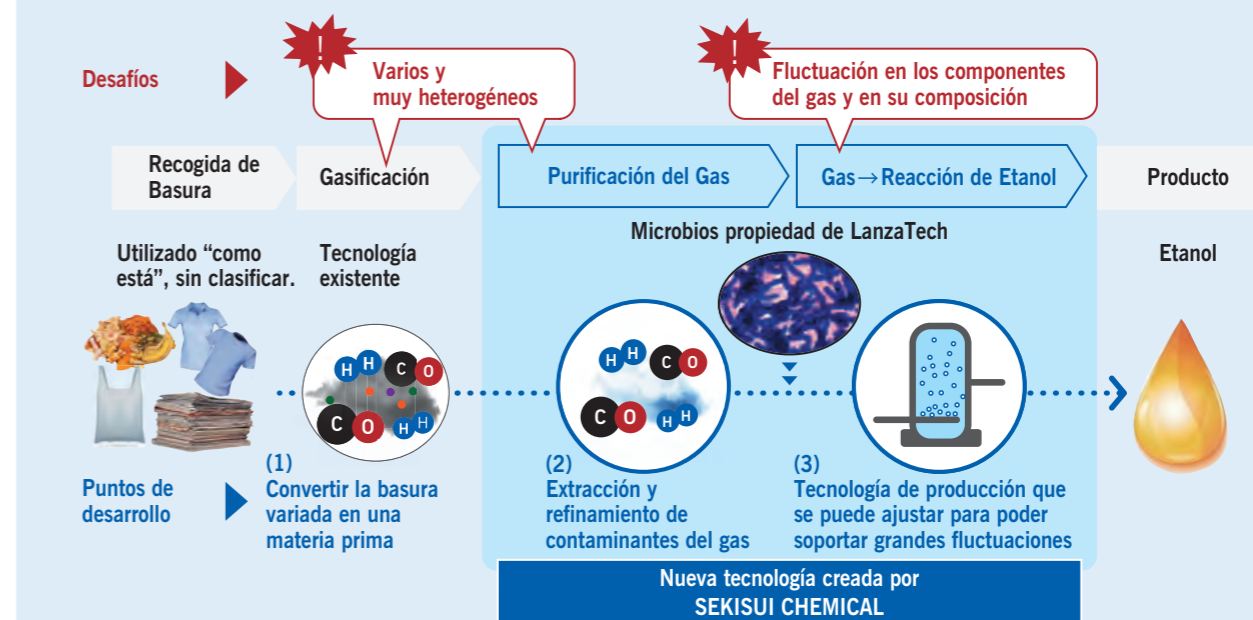 !
!
Desafíos
Varios y
muy heterogéneos
Fluctuación en los componentes
del gas y en su composición
Recogida de
Basura
Gasificación
Purificación del Gas
Gas→Reacción de Etanol
Producto
Utilizado “como
está”, sin clasificar.
Tecnología
existente
Microbios propiedad de LanzaTech
Etanol
H H C O
C O H H
H H C O
C O H H
Puntos de
desarrollo
(1)
Convertir la basura
variada en una
materia prima
(2)
Extracción y
refinamiento de
contaminantes del gas
(3)
Tecnología de producción que
se puede ajustar para poder
soportar grandes fluctuaciones
Nueva tecnología creada por
SEKISUI CHEMICAL